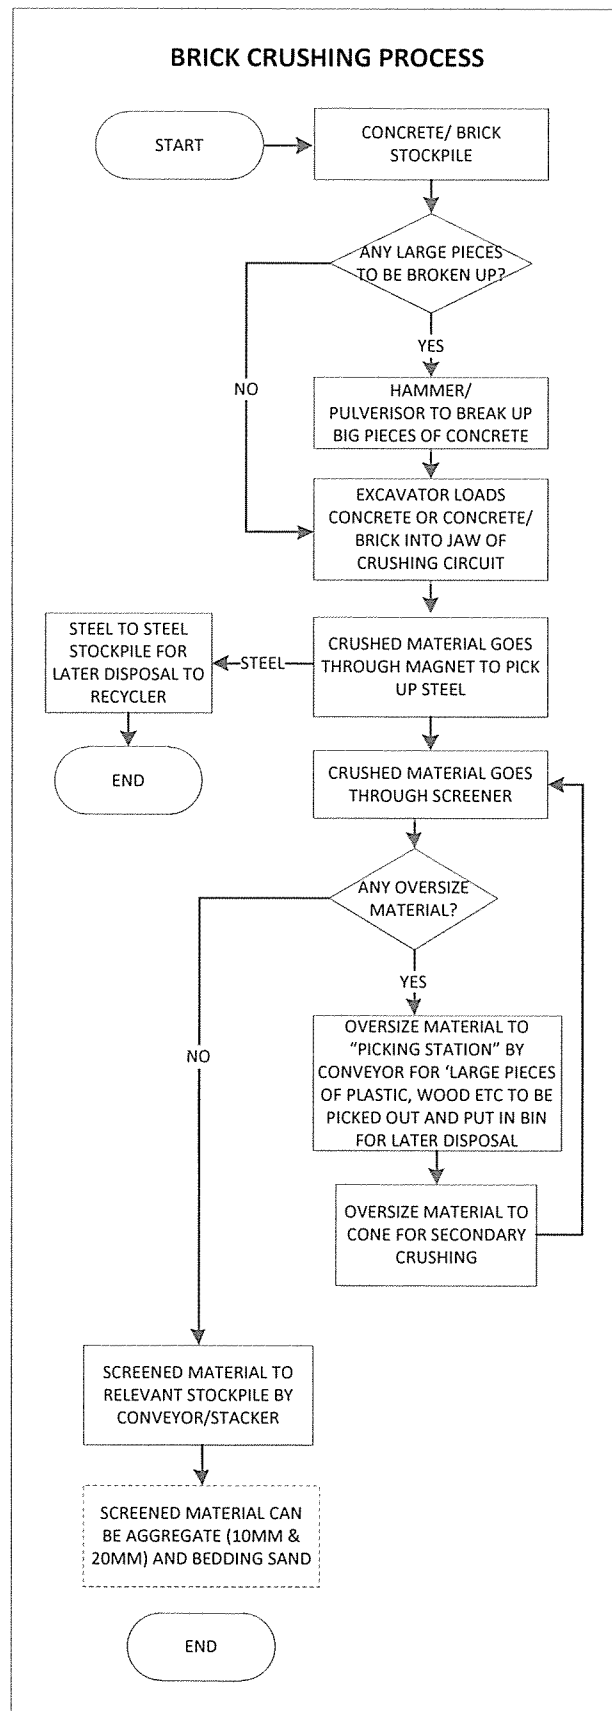 BRICK CRUSHING PROCESS
START
CONCRETE/ BRICK
STOCKPILE
ANY LARGE PIECES
TO BE BROKEN UP?
YES
NO
HAMMER/
PULVERISOR TO BREAK UP
BIG PIECES OF CONCRETE
EXCAVATOR LOADS
CONCRETE OR CONCRETE/
BRICK INTO JAW OF
CRUSHING CIRCUIT
CRUSHED MATERIAL GOES
THROUGH MAGNET TO PICK
UP STEEL
STEEL
STEEL TO STEEL
STOCKPILE FOR
LATER DISPOSAL TO
RECYCLER
END
CRUSHED MATERIAL GOES
THROUGH SCREENER
ANY OVERSIZE
MATERIAL?
YES
NO
OVERSIZE MATERIAL TO
“PICKING STATION” BY
CONVEYOR FOR ‘LARGE PIECES
OF PLASTIC, WOOD ETC TO BE
PICKED OUT AND PUT IN BIN
FOR LATER DISPOSAL
OVERSIZE MATERIAL TO
CONE FOR SECONDARY
CRUSHING
SCREENED MATERIAL TO
RELEVANT STOCKPILE BY
CONVEYOR/STACKER
SCREENED MATERIAL CAN
BE AGGREGATE (10MM &
20MM) AND BEDDING SAND
END